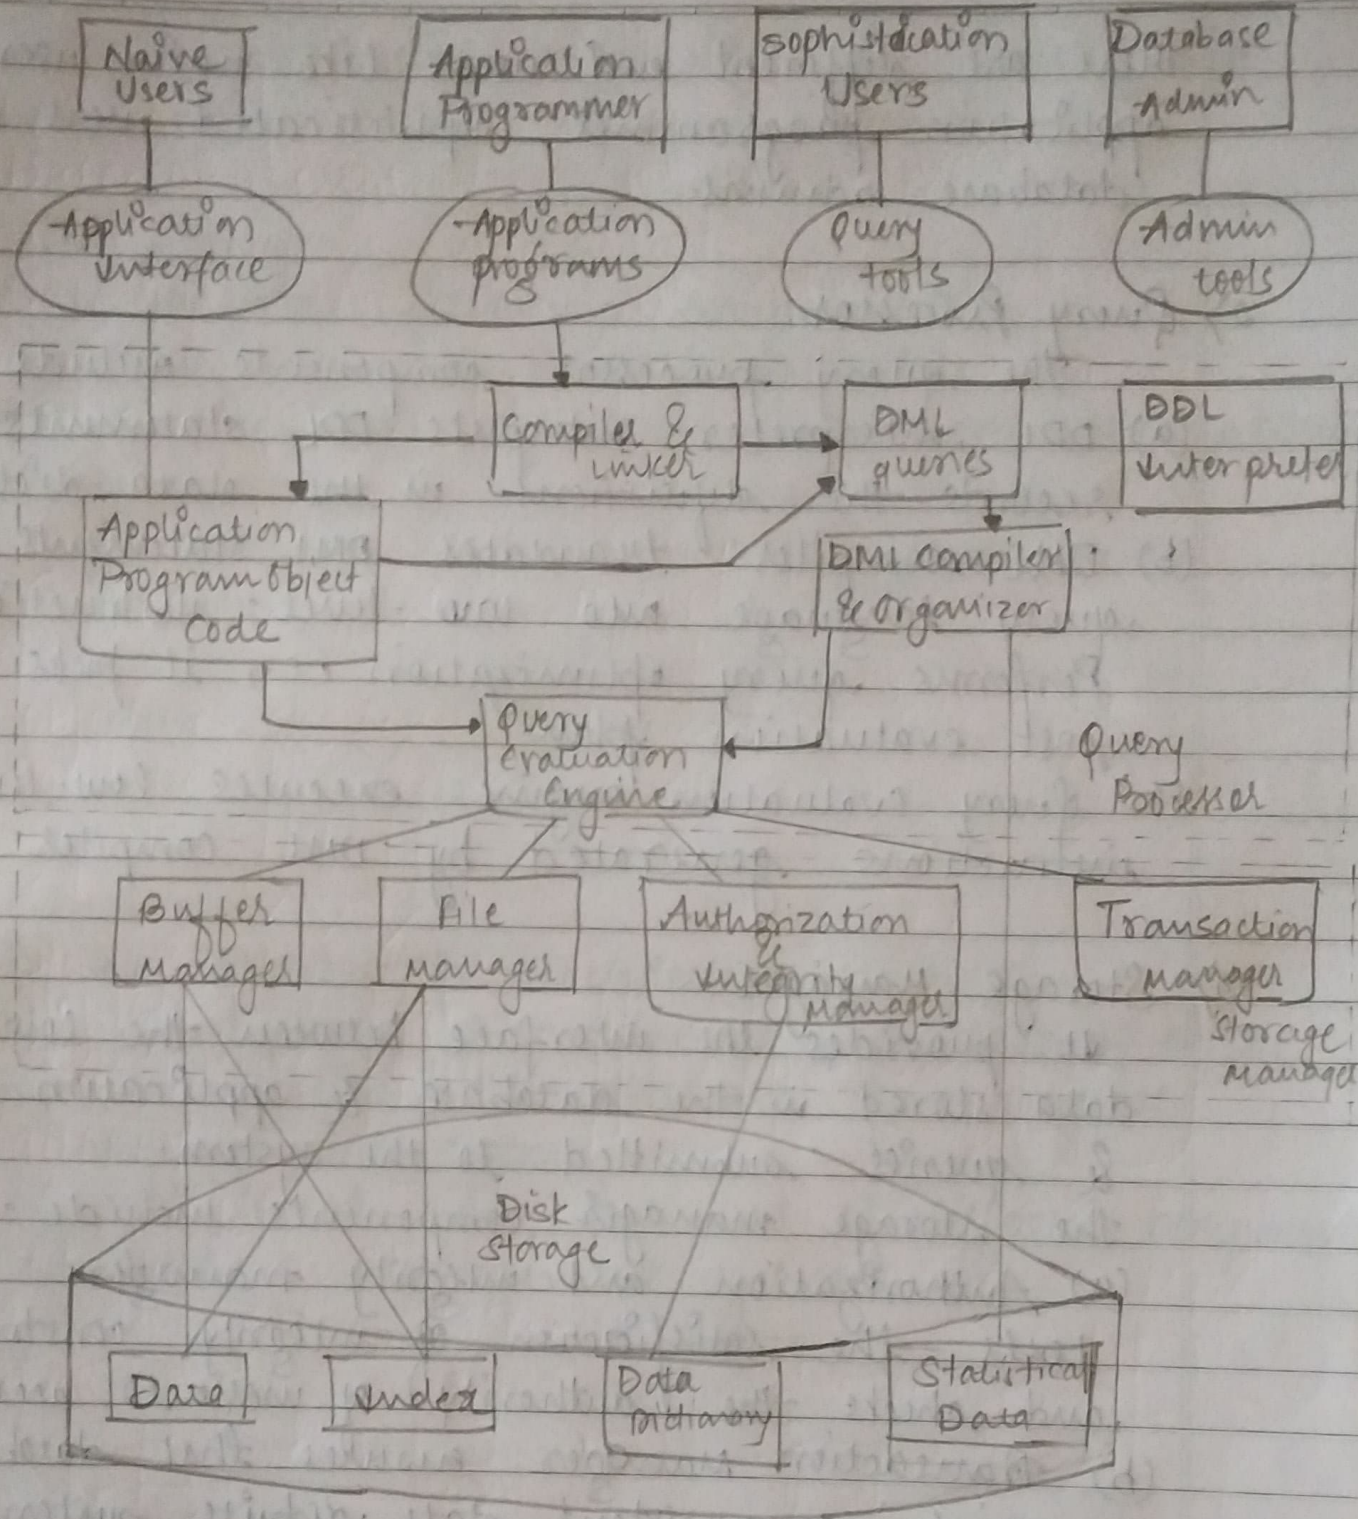 Naive
Users
Application
Programmer
Sophistication
Users
Database
Admin
Application
interface
Application
programs
Query
tools
Admin
tools
Compiler &
Linker
DML
queries
DDL
interpreter
Application
Program object
code
DML compiler
& organizer
Query
Evaluation
Engine
Query
Processor
Buffer
Manager
File
manager
Authorization
&
integrity
Manager
Transaction
manager
Storage
Manager
Disk
Storage
Data
index
Data
Dictionary
Statistical
Data